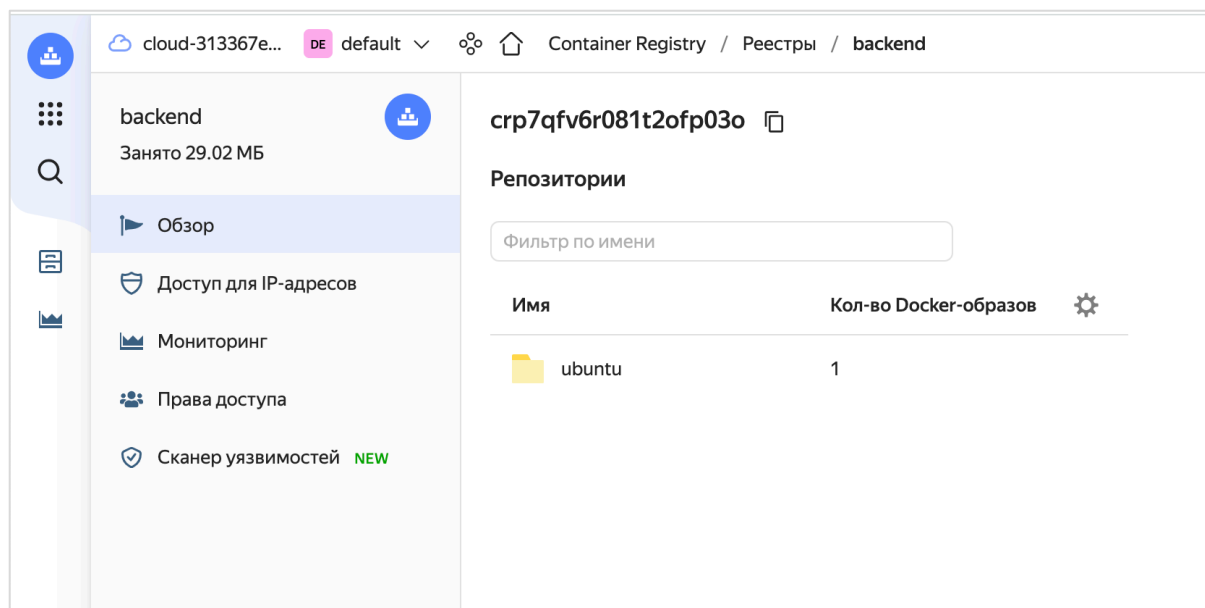 cloud-313367e... DE default Container Registry / Реестры / backend
backend
Занято 29.02 МБ
Обзор
Доступ для IP-адресов
Мониторинг
Права доступа
Сканер уязвимостей NEW
crp7qfv6r081t2ofp03o
Репозитории
Фильтр по имени
Имя Кол-во Docker-образов
ubuntu 1